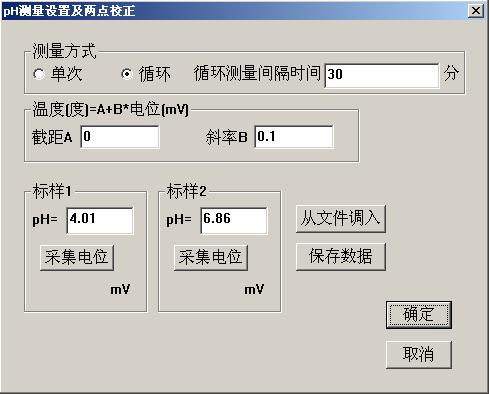 pH测量设置及两点校正
测量方式
单次 循环 循环测量间隔时间 30 分
温度(度)=A+B*电位(mV)
截距A 0 斜率B 0.1
标样1 标样2
pH= 4.01 pH= 6.86 从文件调入
采集电位 采集电位 保存数据
mV mV
确定
取消